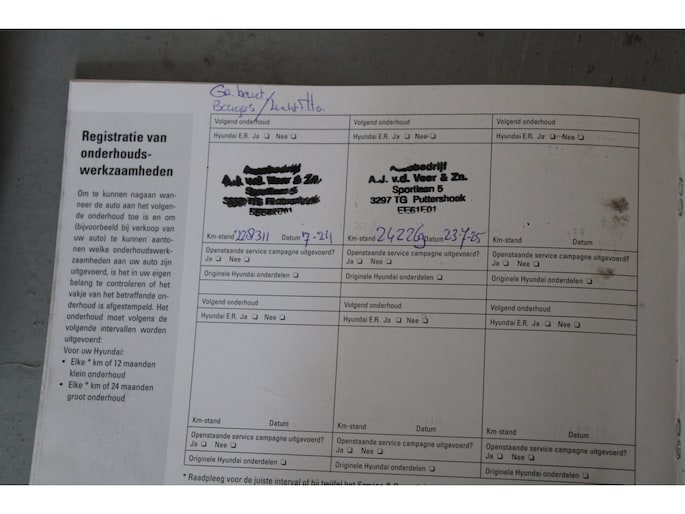 Registratie van
onderhouds-
werkzaamheden
Om te kunnen nagaan wan-
neer de auto aan het volgen-
de onderhoud toe is en om
(bijvoorbeeld bij verkoop van
uw auto) te kunnen aanto-
nen welke onderhoudswerk-
zaamheden aan uw auto zijn
uitgevoerd, is het in uw eigen
belang te controleren of het
vakje van het betreffende on-
derhoud is afgestempeld. Het
onderhoud moet volgens de
volgende intervallen worden
uitgevoerd:
Voor uw Hyundai:
• Elke * km of 12 maanden
klein onderhoud
• Elke * km of 24 maanden
groot onderhoud
Volgend onderhoud
Hyundai E.R. Ja ❏ Nee ❏
A.J. v.d. Veer & Zn.
Sportlaan 5
Km-stand 128311 Datum 7-24
Openstaande service campagne uitgevoerd?
Ja ❏ Nee ❏
Originele Hyundai onderdelen ❏
Volgend onderhoud
Hyundai E.R. Ja ❏ Nee ❏
A.J. v.d. Veer & Zn.
Sportlaan 5
3297 TG Puttershoek
Km-stand Datum 23-7-25
Openstaande service campagne uitgevoerd?
Ja ❏ Nee ❏
Originele Hyundai onderdelen ❏
Volgend onderhoud
Hyundai E.R. Ja ❏ Nee ❏
Km-stand Datum
Openstaande service campagne uitgevoerd?
Ja ❏ Nee ❏
Originele Hyundai onderdelen ❏
Volgend onderhoud
Hyundai E.R. Ja ❏ Nee ❏
Km-stand Datum
Openstaande service campagne uitgevoerd?
Ja ❏ Nee ❏
Originele Hyundai onderdelen ❏
Volgend onderhoud
Hyundai E.R. Ja ❏ Nee ❏
Km-stand Datum
Openstaande service campagne uitgevoerd?
Ja ❏ Nee ❏
Originele Hyundai onderdelen ❏
Volgend onderhoud
Hyundai E.R. Ja ❏ Nee ❏
Km-stand Datum
Openstaande service campagne uitgevoerd?
Ja ❏ Nee ❏
Originele Hyundai onderdelen ❏
* Raadpleeg voor de juiste interval of bij twijfel het Service